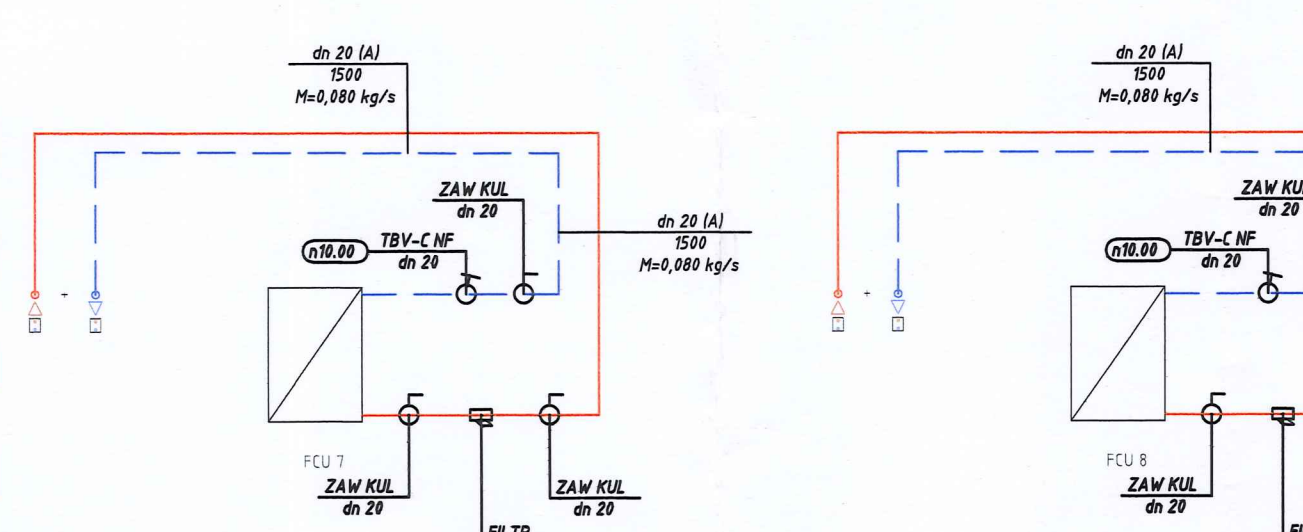 dn 20 (A)
1500
M=0,080 kg/s
ZAW KUL
dn 20
dn 20 (A)
1500
M=0,080 kg/s
n10.00
TBV-C NF
dn 20
FCU 7
ZAW KUL
dn 20
ZAW KUL
dn 20
FILTR
dn 20 (A)
1500
M=0,080 kg/s
ZAW KU
dn 20
n10.00
TBV-C NF
dn 20
FCU 8
ZAW KUL
dn 20